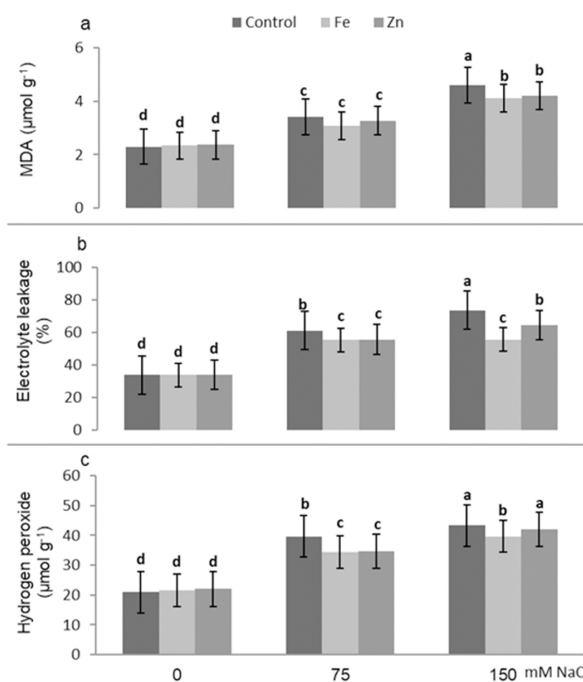 a
Control Fe Zn
MDA (µmol g⁻¹)
6
4
2
0
d d d
c c c
a b b
b
Electrolyte leakage
(%)
100
80
60
40
20
0
d d d
b c c
a c b
c
Hydrogen peroxide
(µmol g⁻¹)
60
50
40
30
20
10
0
d d d
b c c
a b a
0 75 150 mM NaC